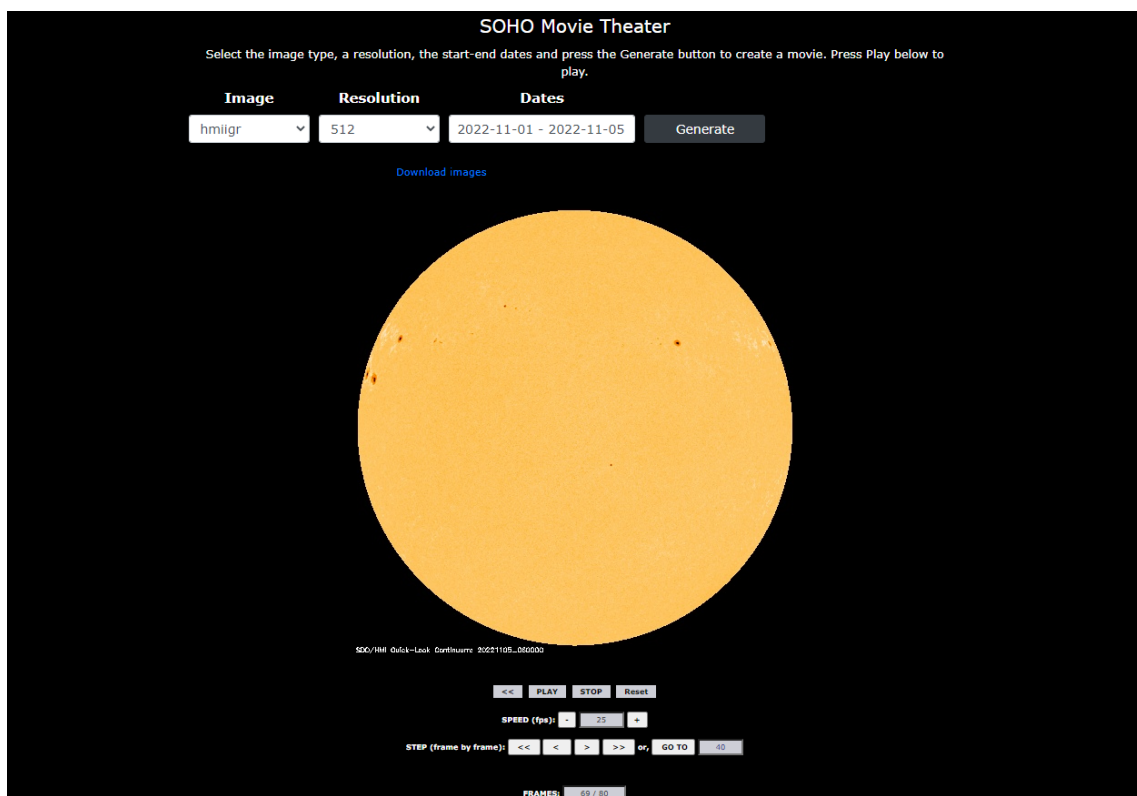 SOHO Movie Theater
Select the image type, a resolution, the start-end dates and press the Generate button to create a movie. Press Play below to
play.
Image Resolution Dates
hmiigr 512 2022-11-01 - 2022-11-05 Generate
Download images
SDO/HMI Quick-Look Continuum: 20221105_060000
<< PLAY STOP Reset
SPEED (fps): - 25 +
STEP (frame by frame): << < > >> or, GO TO 40
FRAMES: 69 / 80